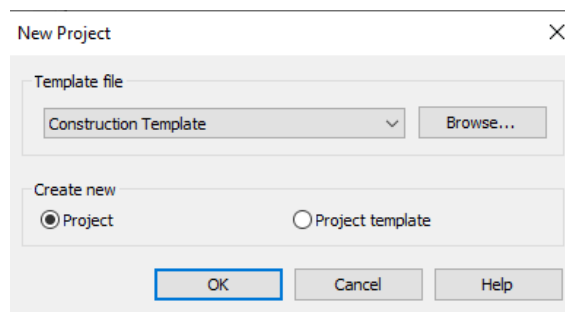 New Project
Template file
Construction Template
Browse...
Create new
Project
Project template
OK
Cancel
Help